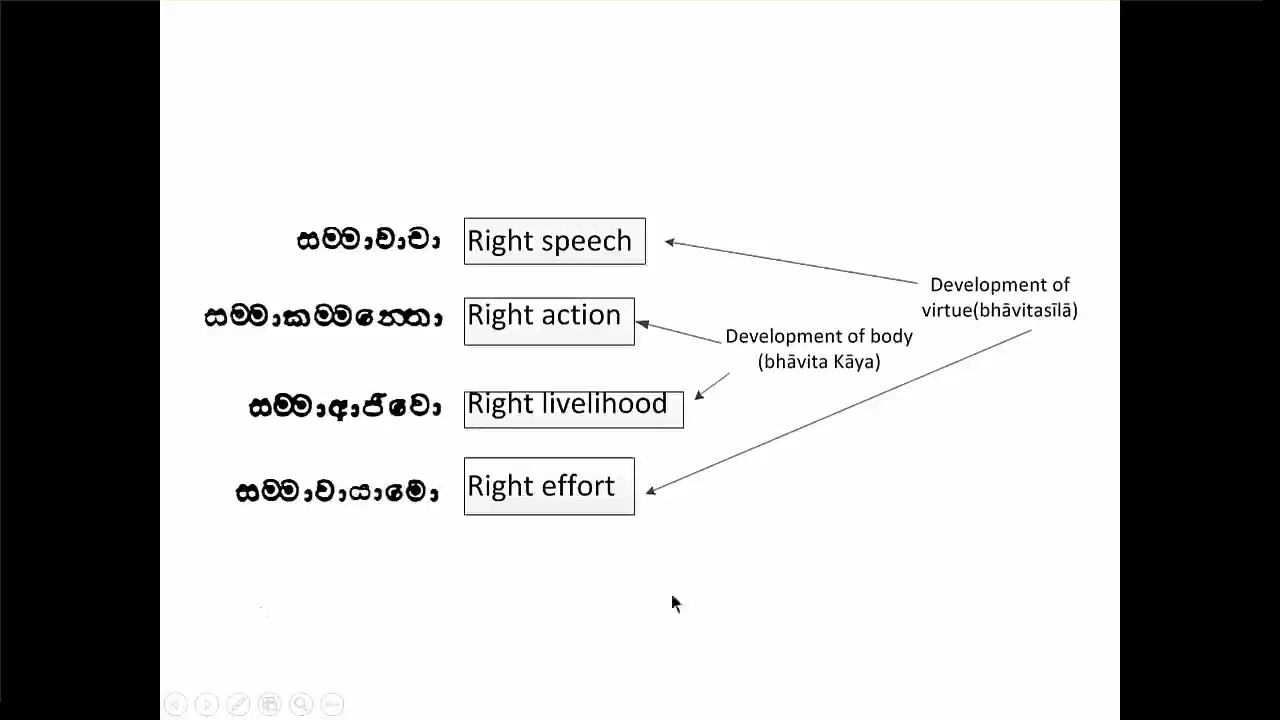 සම්මාවාචා Right speech
සම්මාකම්මන්තො Right action
සම්මාආජීවො Right livelihood
සම්මාවායාමො Right effort
Development of
virtue(bhāvitasīlā)
Development of body
(bhāvita Kāya)